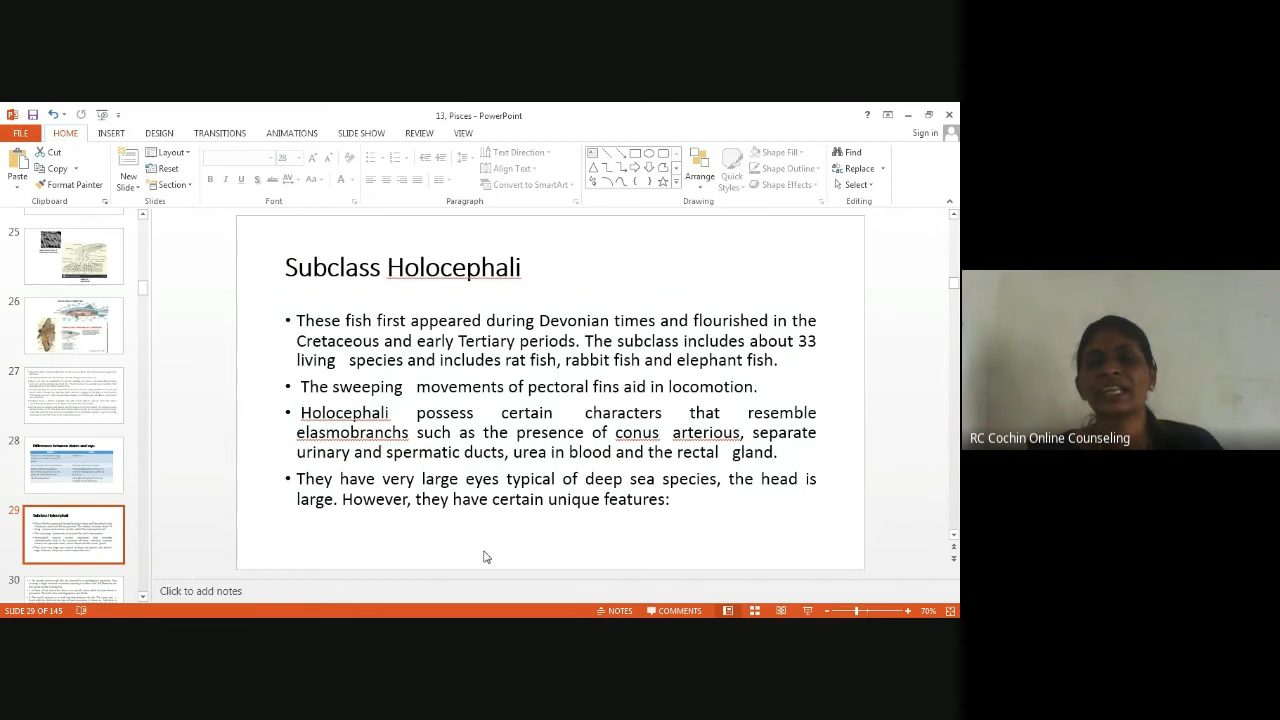 13, Pisces - PowerPoint
FILE HOME INSERT DESIGN TRANSITIONS ANIMATIONS SLIDE SHOW REVIEW VIEW
Sign in
Paste
Cut
Copy
Format Painter
Clipboard
New Slide
Layout
Reset
Section
Slides
28
Font
Text Direction
Align Text
Convert to SmartArt
Paragraph
Arrange
Quick Styles
Shape Fill
Shape Outline
Shape Effects
Drawing
Find
Replace
Select
Editing
25
26
27
28
29
30
Subclass Holocephali
• These fish first appeared during Devonian times and flourished in the
Cretaceous and early Tertiary periods. The subclass includes about 33
living species and includes rat fish, rabbit fish and elephant fish.
• The sweeping movement of pectoral fins aid in locomotion.
• Holocephali possess certain characters that resemble
elasmobranchs such as the presence of conus arterious, separate
urinary and spermatic ducts, urea in blood and the rectal gland.
• They have very large eyes typical of deep sea species, the head is
large. However, they have certain unique features:
Click to add notes
SLIDE 29 OF 145
NOTES
COMMENTS
70%
RC Cochin Online Counseling